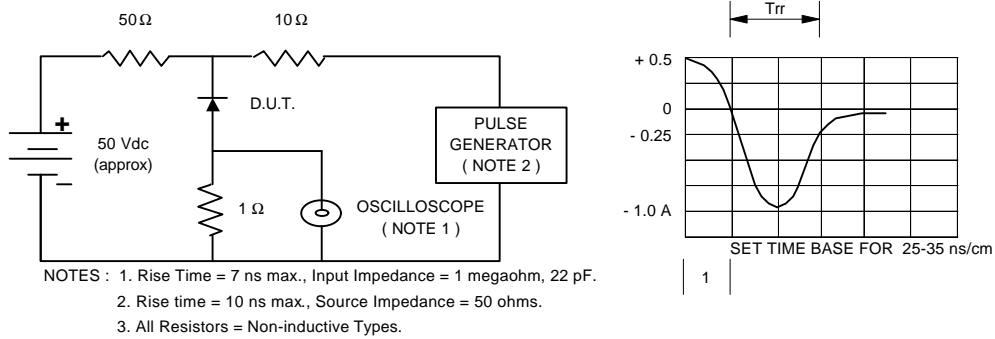 50 Ω
10 Ω
D.U.T.
+
50 Vdc
(approx)
−
1 Ω
OSCILLOSCOPE
( NOTE 1 )
PULSE
GENERATOR
( NOTE 2 )
Trr
+ 0.5
0
- 0.25
- 1.0 A
SET TIME BASE FOR 25-35 ns/cm
1
NOTES : 1. Rise Time = 7 ns max., Input Impedance = 1 megaohm, 22 pF.
2. Rise time = 10 ns max., Source Impedance = 50 ohms.
3. All Resistors = Non-inductive Types.